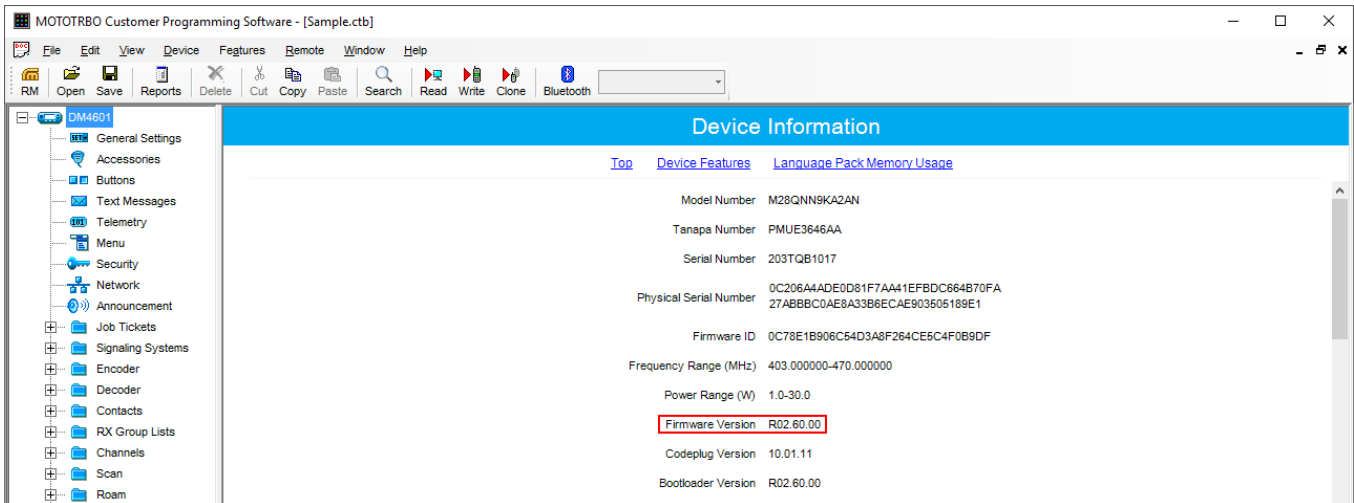 MOTOTRBO Customer Programming Software - [Sample.ctb]
File Edit View Device Features Remote Window Help
RM Open Save Reports Delete Cut Copy Paste Search Read Write Clone Bluetooth
DM4601
General Settings
Accessories
Buttons
Text Messages
Telemetry
Menu
Security
Network
Announcement
Job Tickets
Signaling Systems
Encoder
Decoder
Contacts
RX Group Lists
Channels
Scan
Roam
Device Information
Top Device Features Language Pack Memory Usage
Model Number M28QNN9KA2AN
Tanapa Number PMUE3646AA
Serial Number 203TQB1017
Physical Serial Number 0C206A4ADE0D81F7AA41EFBDC664B70FA
27ABBBC0AE8A33B6ECAE903505189E1
Firmware ID 0C78E1B906C54D3A8F264CE5C4F0B9DF
Frequency Range (MHz) 403.000000-470.000000
Power Range (W) 1.0-30.0
Firmware Version R02.60.00
Codeplug Version 10.01.11
Bootloader Version R02.60.00